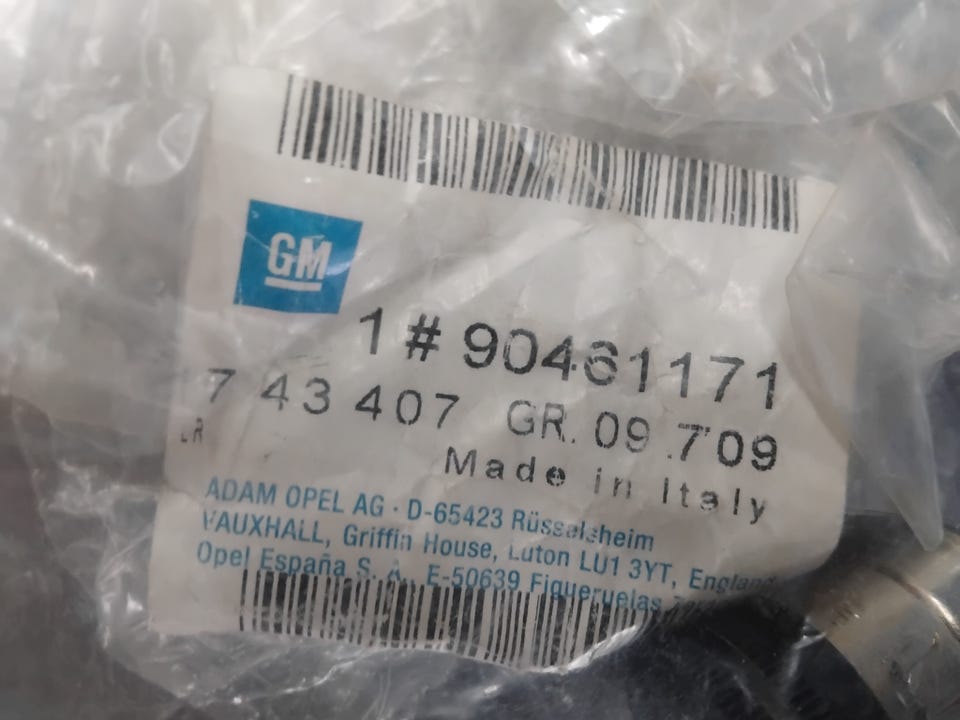 GM
1 # 90461171
7 43 407 GR. 09.709
LR
Made in Italy
ADAM OPEL AG · D-65423 Rüsselsheim
VAUXHALL, Griffin House, Luton LU1 3YT, England
Opel España S. A., E-50639 Figueruelas